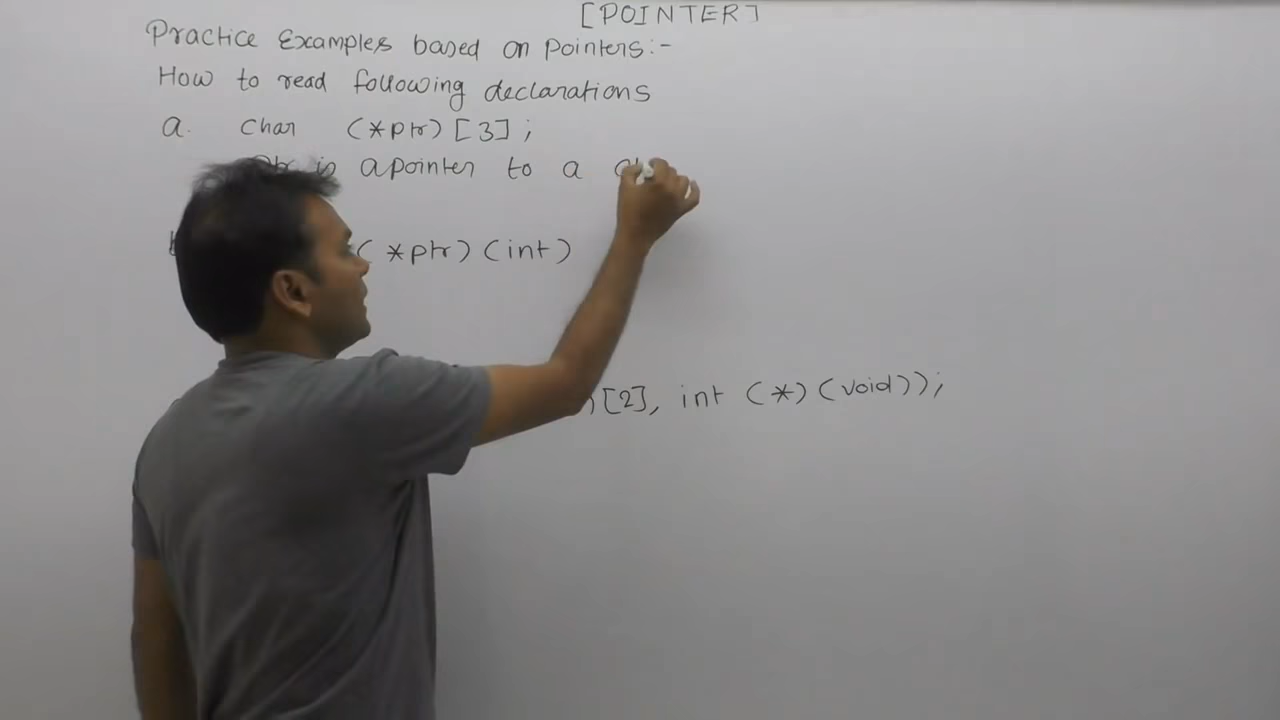 [POINTER]
Practice Examples based on pointers:-
How to read following declarations
a. char (*ptr)[3];
is a pointer to a
(*ptr)(int)
)[2], int (*)(void));